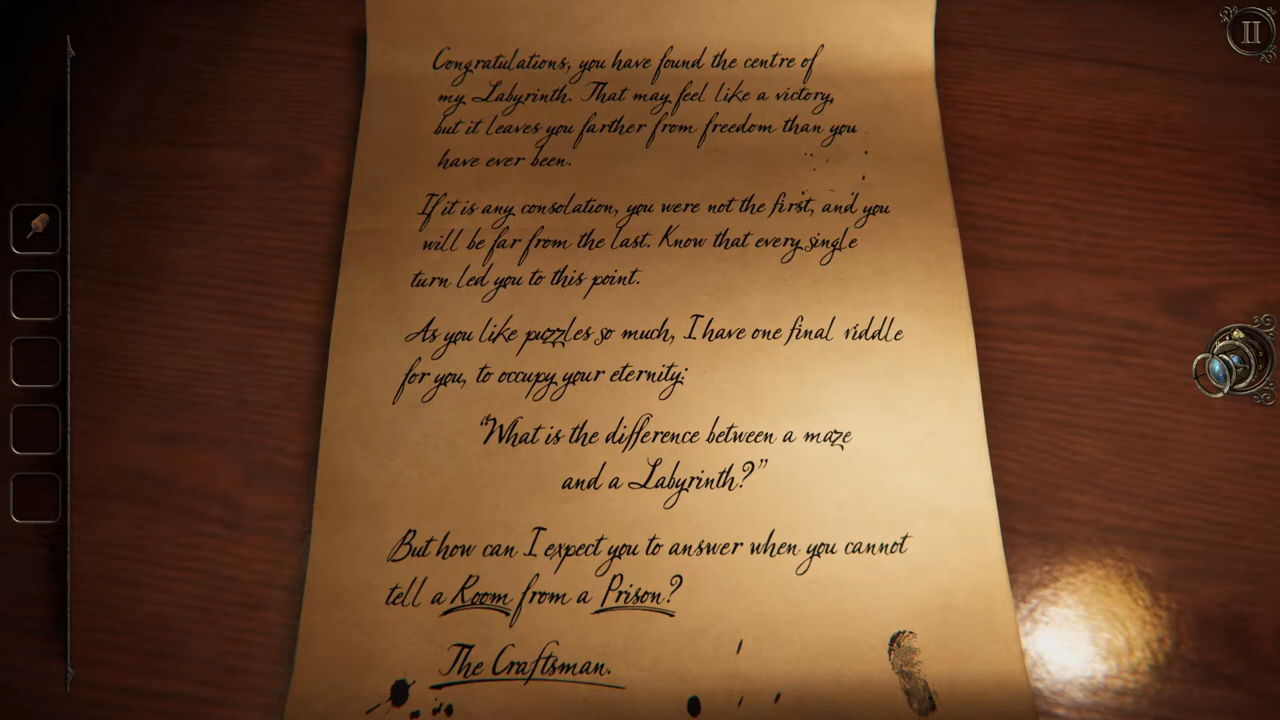 Congratulations, you have found the centre of
my Labyrinth. That may feel like a victory,
but it leaves you farther from freedom than you
have ever been.
If it is any consolation, you were not the first, and you
will be far from the last. Know that every single
turn led you to this point.
As you like puzzles so much, I have one final riddle
for you, to occupy your eternity:
"What is the difference between a maze
and a Labyrinth?"
But how can I expect you to answer when you cannot
tell a Room from a Prison?
The Craftsman.
II